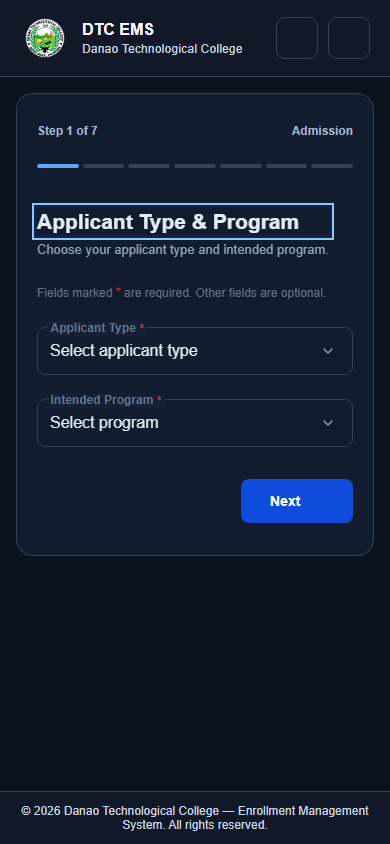 DTC EMS
Danao Technological College
Step 1 of 7
Admission
Applicant Type & Program
Choose your applicant type and intended program.
Fields marked * are required. Other fields are optional.
Applicant Type *
Select applicant type
Intended Program *
Select program
Next
© 2026 Danao Technological College — Enrollment Management
System. All rights reserved.